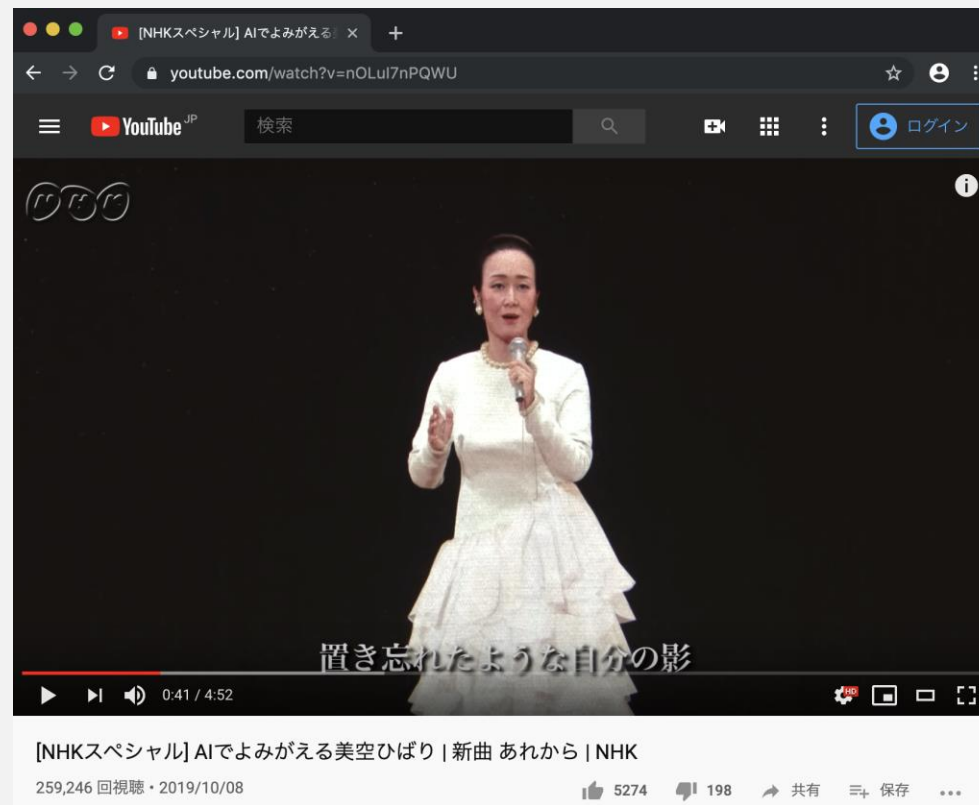 [NHKスペシャル] AIでよみがえる
youtube.com/watch?v=nOLuI7nPQWU
YouTube JP
検索
ログイン
NHK
置き忘れたような自分の影
0:41 / 4:52
HD
[NHKスペシャル] AIでよみがえる美空ひばり | 新曲 あれから | NHK
259,246 回視聴・2019/10/08
5274
198
共有
保存